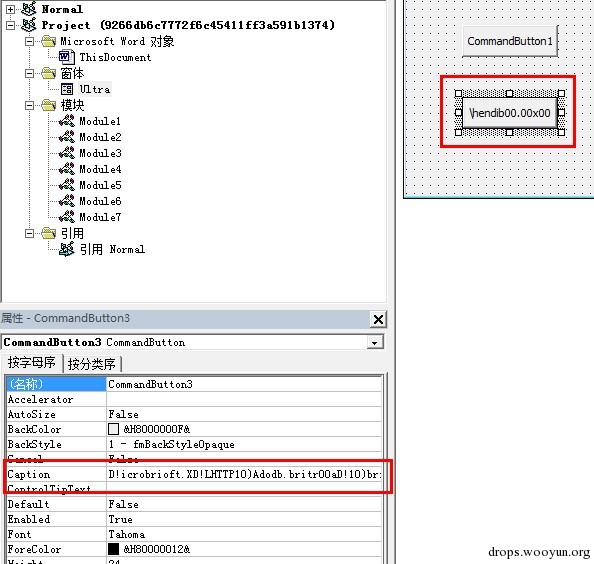 Normal
Project (9266db6c7772f6c45411ff3a591b1374)
Microsoft Word 对象
ThisDocument
窗体
Ultra
模块
Module1
Module2
Module3
Module4
Module5
Module6
Module7
引用
引用 Normal
CommandButton1
\hendib00.00x00
属性 - CommandButton3
CommandButton3 CommandButton
按字母序 按分类序
(名称) CommandButton3
Accelerator
AutoSize False
BackColor &H8000000F&
BackStyle 1 - fmBackStyleOpaque
Cancel False
Caption D!icrobrioft.XD!LHTTP10)Adodb.britr00aD!10)br
ControlTipText
Default False
Enabled True
Font Tahoma
ForeColor &H80000012&
Height 24
drops.wooyun.org